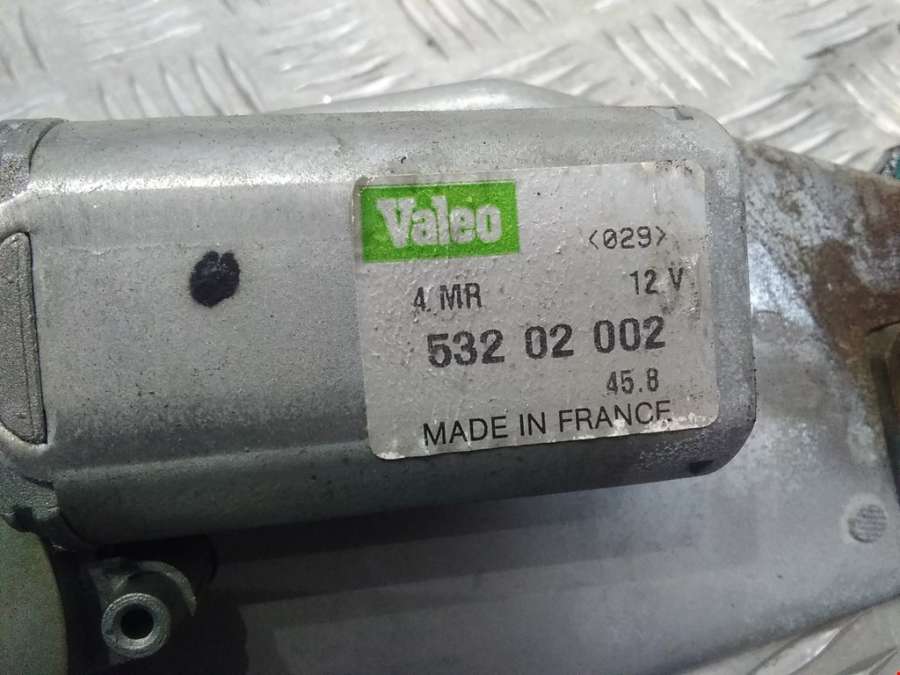 Valeo
<029>
4 MR 12 V
532 02 002
45.8
MADE IN FRANCE